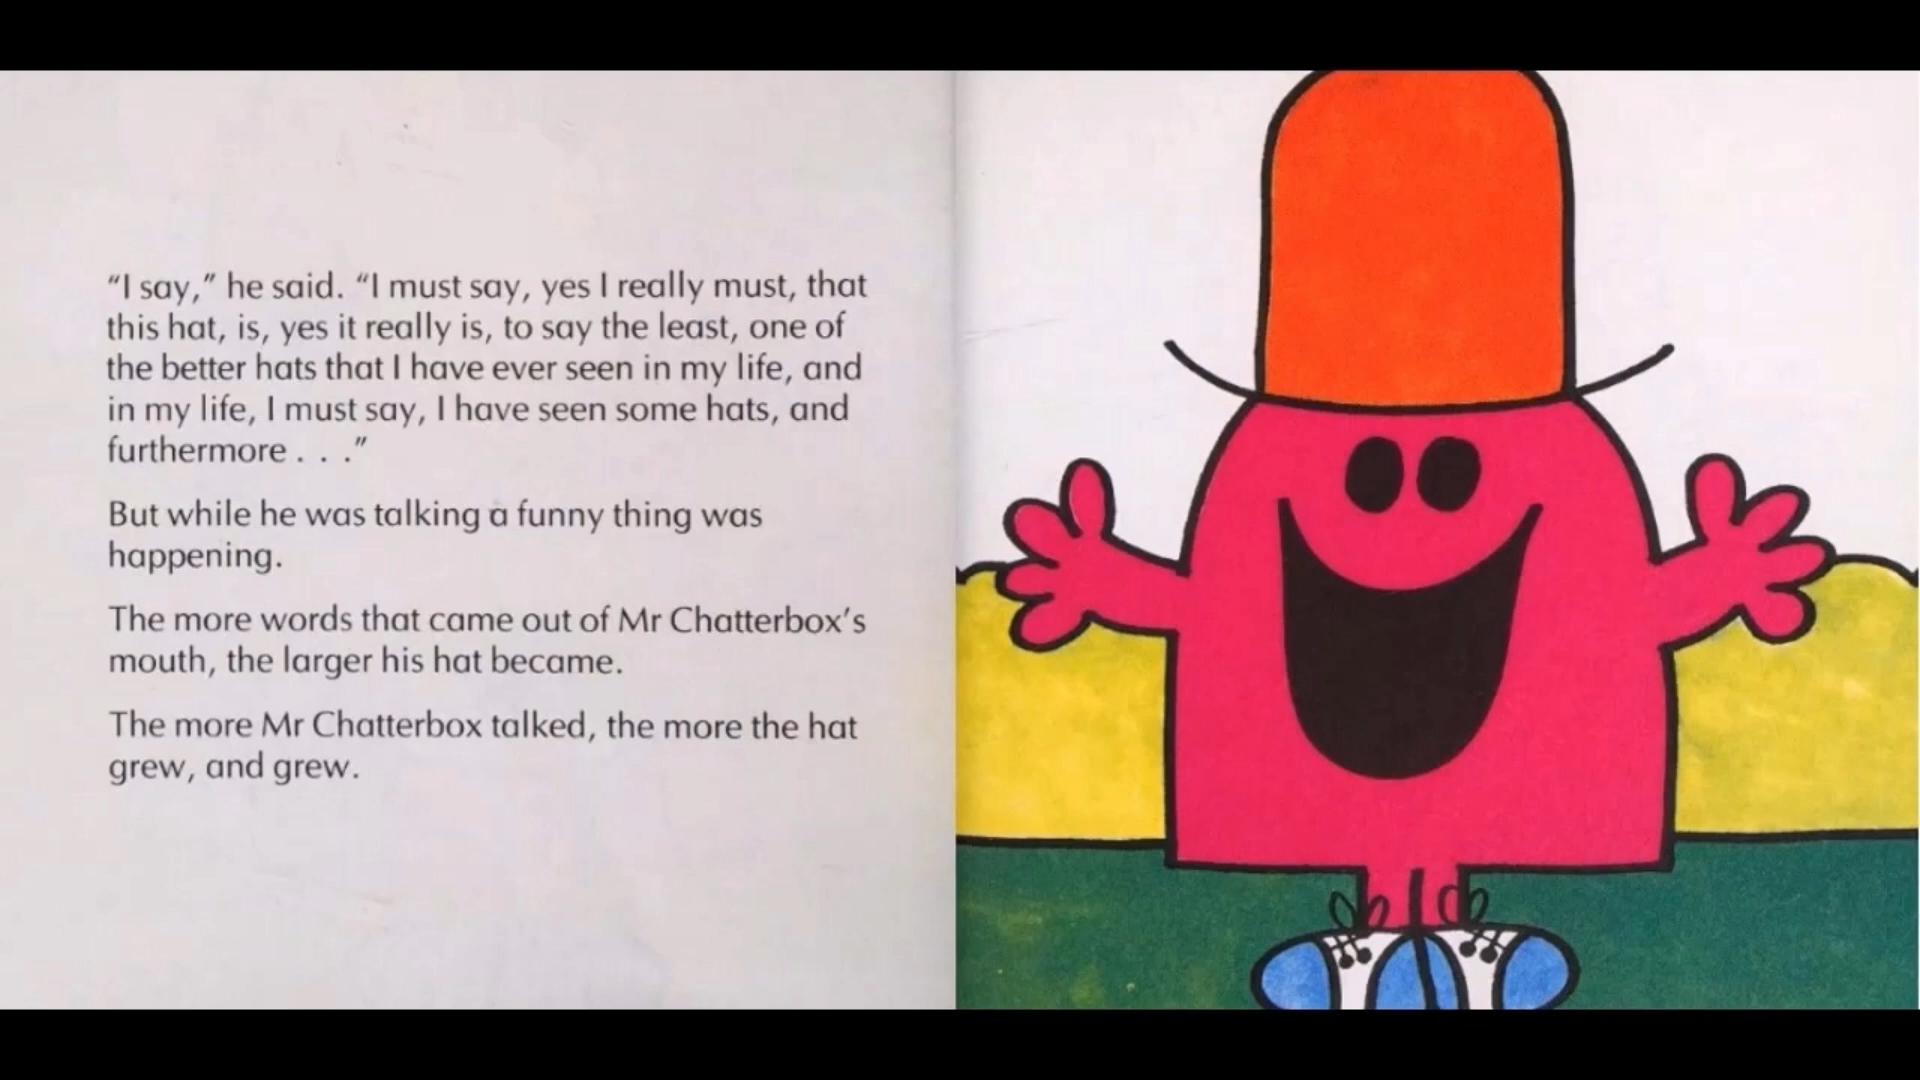 “I say,” he said. “I must say, yes I really must, that
this hat, is, yes it really is, to say the least, one of
the better hats that I have ever seen in my life, and
in my life, I must say, I have seen some hats, and
furthermore . . .”
But while he was talking a funny thing was
happening.
The more words that came out of Mr Chatterbox’s
mouth, the larger his hat became.
The more Mr Chatterbox talked, the more the hat
grew, and grew.